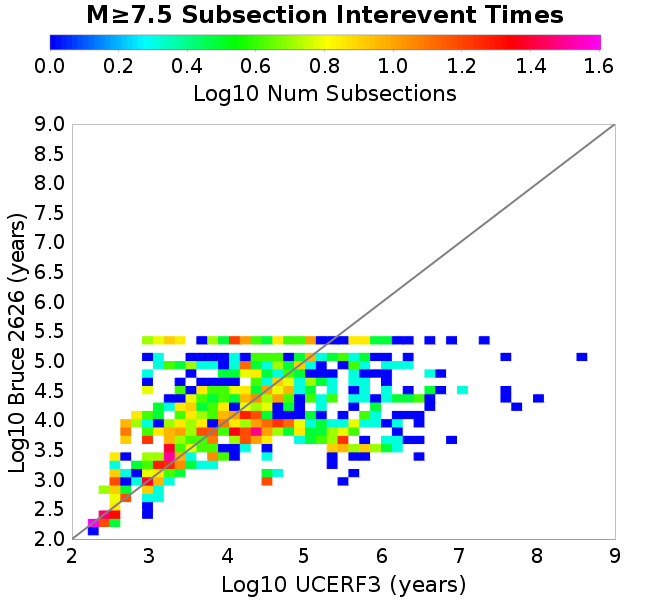 M≥7.5 Subsection Interevent Times
0.0 0.2 0.4 0.6 0.8 1.0 1.2 1.4 1.6
Log10 Num Subsections
9.0
8.5
8.0
7.5
7.0
6.5
6.0
5.5
5.0
4.5
4.0
3.5
3.0
2.5
2.0
Log10 Bruce 2626 (years)
2 3 4 5 6 7 8 9
Log10 UCERF3 (years)